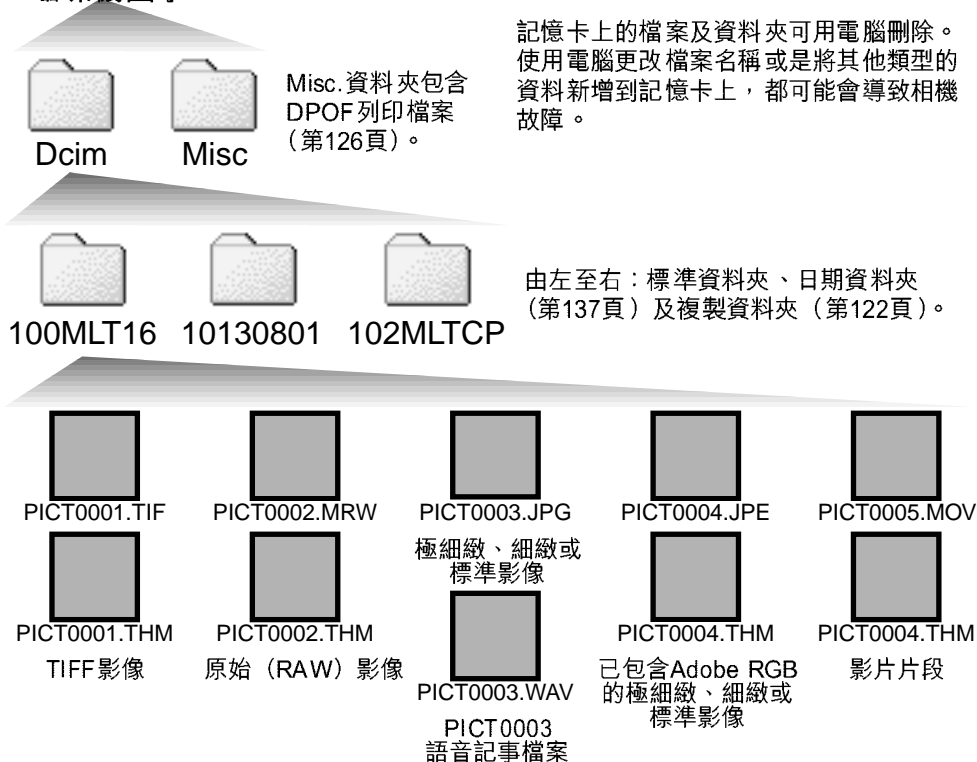 記憶卡上的檔案及資料夾可用電腦刪除。
使用電腦更改檔案名稱或是將其他類型的
資料新增到記憶卡上，都可能會導致相機
故障。
Misc.資料夾包含
DPOF列印檔案
（第126頁）。
Dcim
Misc
由左至右：標準資料夾、日期資料夾
（第137頁）及複製資料夾（第122頁）。
100MLT16
10130801
102MLTCP
PICT0001.TIF
PICT0002.MRW
PICT0003.JPG
PICT0004.JPE
PICT0005.MOV
極細緻、細緻或
標準影像
PICT0001.THM
PICT0002.THM
PICT0004.THM
PICT0004.THM
TIFF影像
原始（RAW）影像
PICT0003.WAV
已包含Adobe RGB
的極細緻、細緻或
標準影像
影片片段
PICT0003
語音記事檔案